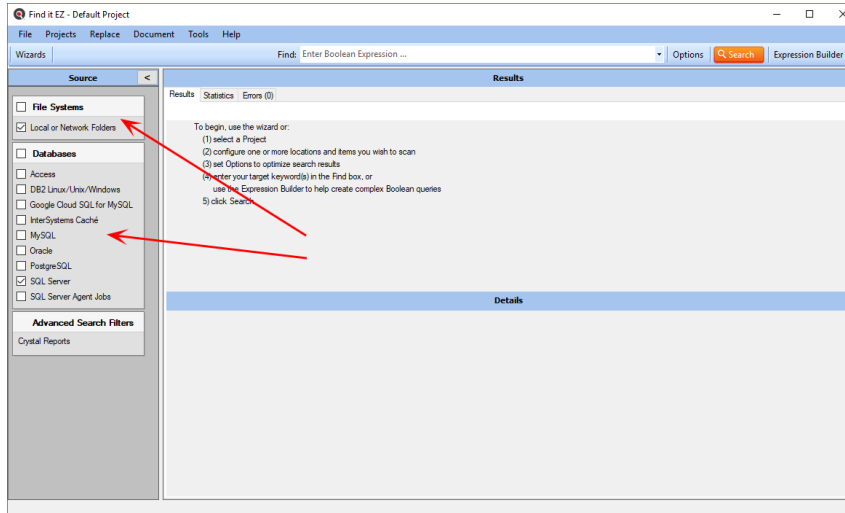 Find it EZ - Default Project
File Projects Replace Document Tools Help
Wizards Find: Enter Boolean Expression ... Options Search Expression Builder
Source <
Results
Results Statistics Errors (0)
File Systems
Local or Network Folders
Databases
Access
DB2 Linux/Unix/Windows
Google Cloud SQL for MySQL
InterSystems Caché
MySQL
Oracle
PostgreSQL
SQL Server
SQL Server Agent Jobs
Advanced Search Filters
Crystal Reports
To begin, use the wizard or:
(1) select a Project
(2) configure one or more locations and items you wish to scan
(3) set Options to optimize search results
(4) enter your target keyword(s) in the Find box, or
use the Expression Builder to help create complex Boolean queries
5) click Search
Details